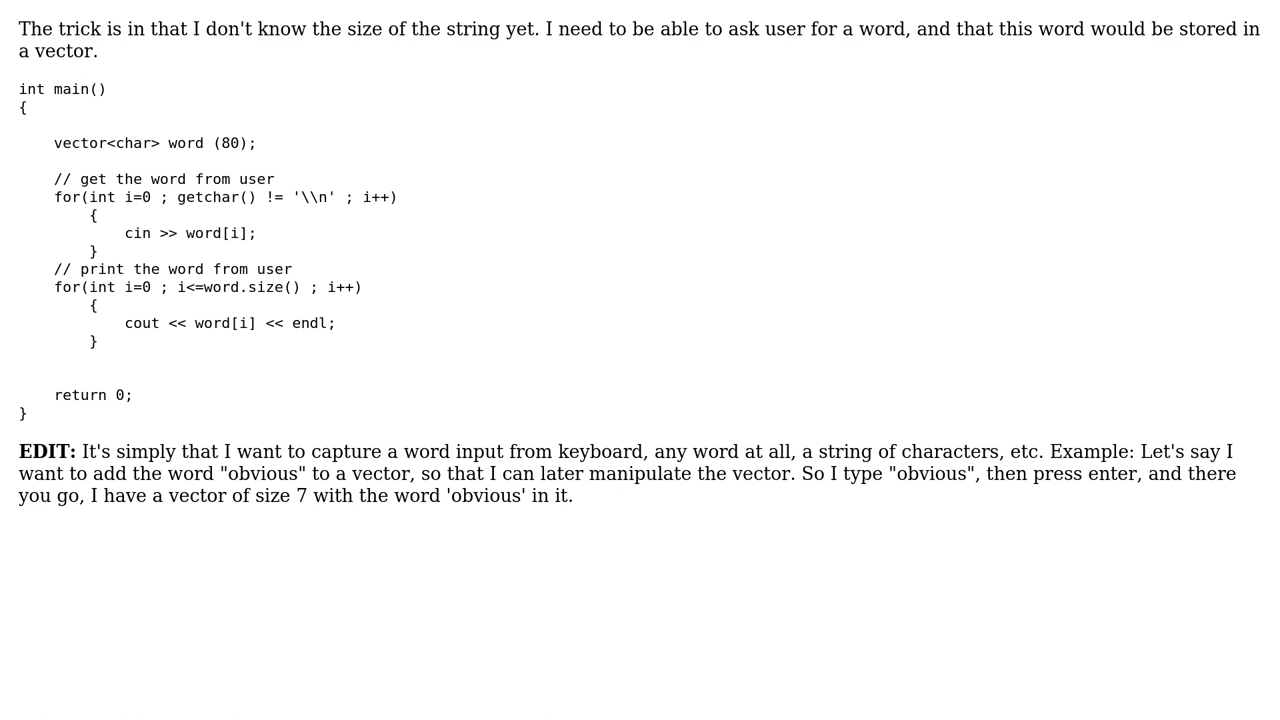 The trick is in that I don't know the size of the string yet. I need to be able to ask user for a word, and that this word would be stored in
a vector.
int main()
{
    vector<char> word (80);
    // get the word from user
    for(int i=0 ; getchar() != '\\n' ; i++)
        {
            cin >> word[i];
        }
    // print the word from user
    for(int i=0 ; i<=word.size() ; i++)
        {
            cout << word[i] << endl;
        }
    return 0;
}
EDIT: It's simply that I want to capture a word input from keyboard, any word at all, a string of characters, etc. Example: Let's say I
want to add the word "obvious" to a vector, so that I can later manipulate the vector. So I type "obvious", then press enter, and there
you go, I have a vector of size 7 with the word 'obvious' in it.